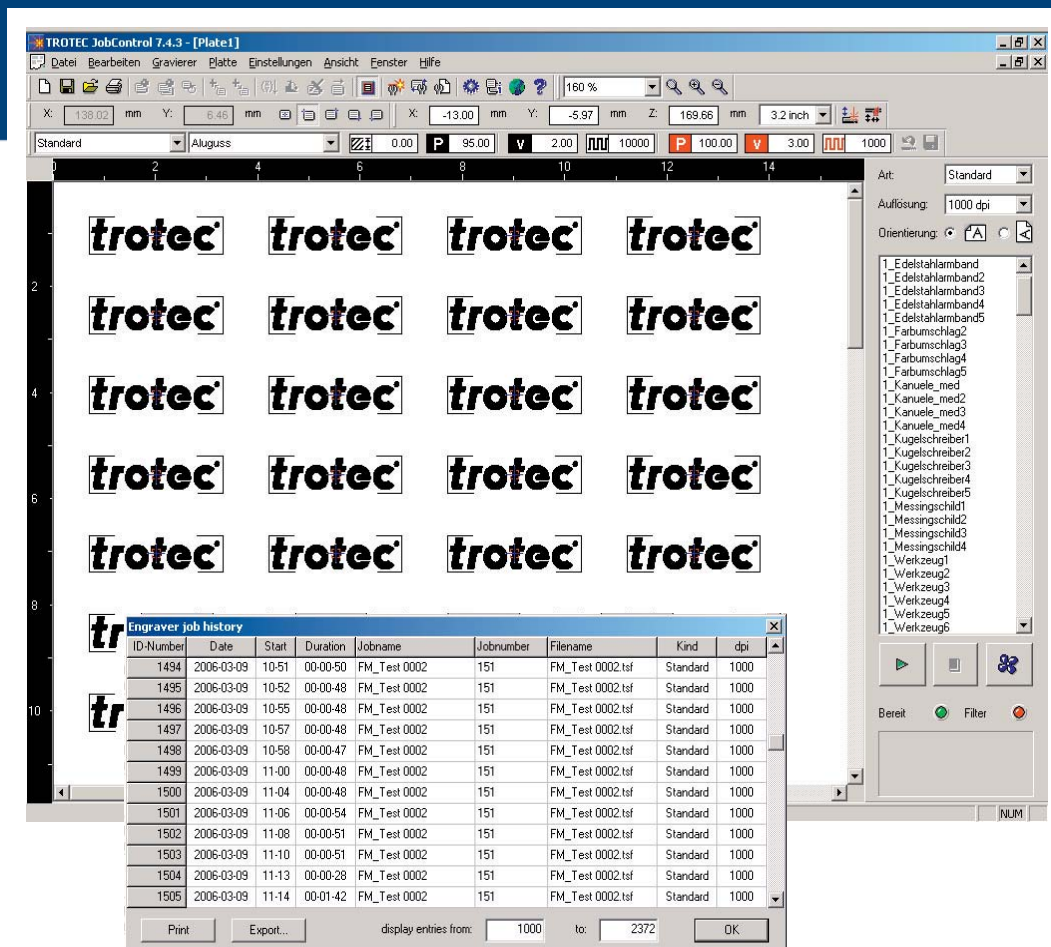 TROTEC JobControl 7.4.3 - [Plate1]
Datei Bearbeiten Gravierer Platte Einstellungen Ansicht Fenster Hilfe
160 %
X: 138.02 mm Y: 6.46 mm X: -13.00 mm Y: -5.97 mm Z: 169.66 mm 3.2 inch
Standard Aluguss 0.00 P 95.00 V 2.00 10000 P 100.00 V 3.00 1000
0 2 4 6 8 10 12 14
Art: Standard
Auflösung: 1000 dpi
Orientierung: A A
trotec trotec trotec trotec
2
trotec trotec trotec trotec
4
trotec trotec trotec trotec
trotec trotec trotec trotec
6
trotec trotec trotec trotec
8
tr
10
tr
1_Edelstahlarmband
1_Edelstahlarmband2
1_Edelstahlarmband3
1_Edelstahlarmband4
1_Edelstahlarmband5
1_Farbumschlag2
1_Farbumschlag3
1_Farbumschlag4
1_Farbumschlag5
1_Kanuele_med
1_Kanuele_med2
1_Kanuele_med3
1_Kanuele_med4
1_Kugelschreiber1
1_Kugelschreiber2
1_Kugelschreiber3
1_Kugelschreiber4
1_Kugelschreiber5
1_Messingschild1
1_Messingschild2
1_Messingschild3
1_Messingschild4
1_Werkzeug1
1_Werkzeug2
1_Werkzeug3
1_Werkzeug4
1_Werkzeug5
1_Werkzeug6
Bereit Filter
NUM
Engraver job history
ID-Number Date Start Duration Jobname Jobnumber Filename Kind dpi
1494 2006-03-09 10-51 00-00-50 FM_Test 0002 151 FM_Test 0002.tsf Standard 1000
1495 2006-03-09 10-52 00-00-48 FM_Test 0002 151 FM_Test 0002.tsf Standard 1000
1496 2006-03-09 10-55 00-00-48 FM_Test 0002 151 FM_Test 0002.tsf Standard 1000
1497 2006-03-09 10-57 00-00-48 FM_Test 0002 151 FM_Test 0002.tsf Standard 1000
1498 2006-03-09 10-58 00-00-47 FM_Test 0002 151 FM_Test 0002.tsf Standard 1000
1499 2006-03-09 11-00 00-00-48 FM_Test 0002 151 FM_Test 0002.tsf Standard 1000
1500 2006-03-09 11-04 00-00-48 FM_Test 0002 151 FM_Test 0002.tsf Standard 1000
1501 2006-03-09 11-06 00-00-54 FM_Test 0002 151 FM_Test 0002.tsf Standard 1000
1502 2006-03-09 11-08 00-00-51 FM_Test 0002 151 FM_Test 0002.tsf Standard 1000
1503 2006-03-09 11-10 00-00-51 FM_Test 0002 151 FM_Test 0002.tsf Standard 1000
1504 2006-03-09 11-13 00-00-28 FM_Test 0002 151 FM_Test 0002.tsf Standard 1000
1505 2006-03-09 11-14 00-01-42 FM_Test 0002 151 FM_Test 0002.tsf Standard 1000
Print Export... display entries from: 1000 to: 2372 OK